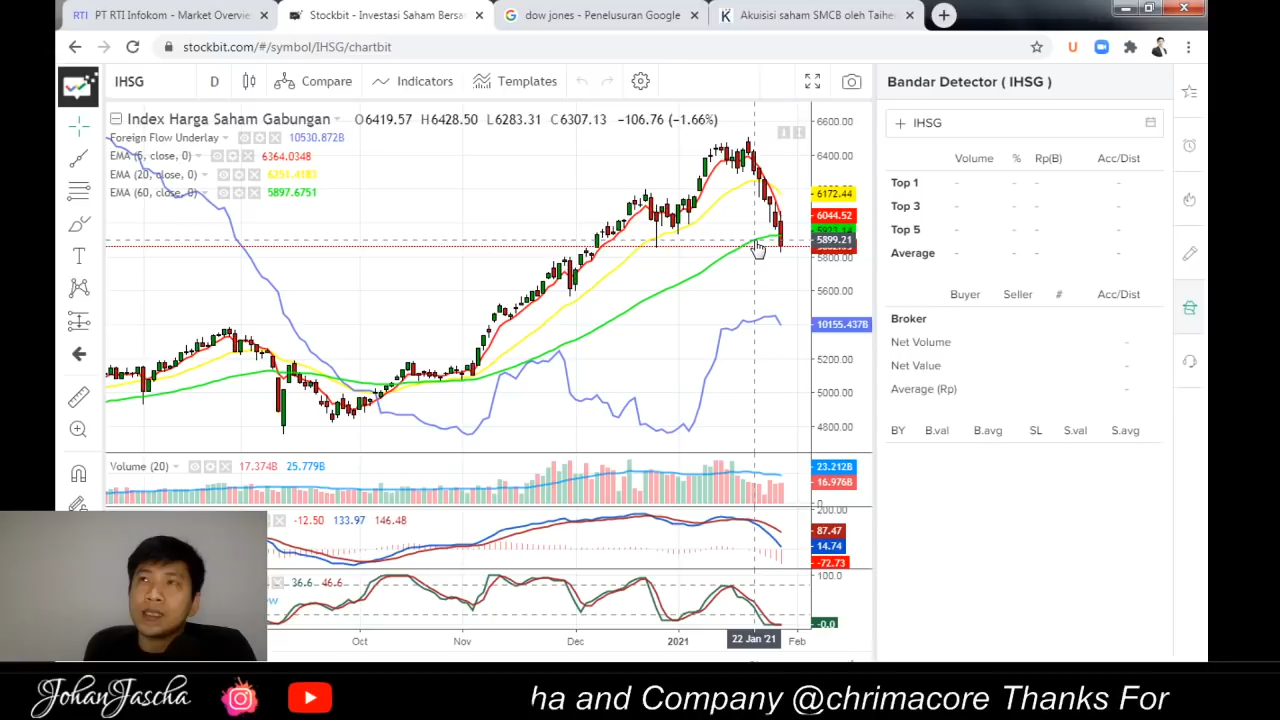 RTI PT RTI Infokom - Market Overvie
Stockbit - Investasi Saham Bersa
dow jones - Penelusuran Google
Akuisisi saham SMCB oleh Taihe
stockbit.com/#/symbol/IHSG/chartbit
IHSG D Compare Indicators Templates
Bandar Detector ( IHSG )
Index Harga Saham Gabungan O6419.57 H6428.50 L6283.31 C6307.13 -106.76 (-1.66%)
Foreign Flow Underlay 10530.872B
EMA (5, close, 0) 6364.0348
EMA (20, close, 0) 6251.4183
EMA (60, close, 0) 5897.6751
6600.00
6400.00
6172.44
6044.52
5899.21
5800.00
5600.00
10155.437B
5200.00
5000.00
4800.00
+ IHSG
Volume % Rp(B) Acc/Dist
Top 1 - - - -
Top 3 - - - -
Top 5 - - - -
Average - - - -
Buyer Seller # Acc/Dist
Broker
Net Volume -
Net Value -
Average (Rp) -
BY B.val B.avg SL S.val S.avg
Volume (20) 17.374B 25.779B
23.212B
16.976B
0
200.00
-12.50 133.97 146.48
87.47
14.74
-72.73
100.0
36.6 46.6
ow
-0.0
Oct Nov Dec 2021 22 Jan '21 Feb
JohanJascha
ha and Company @chrimacore Thanks For